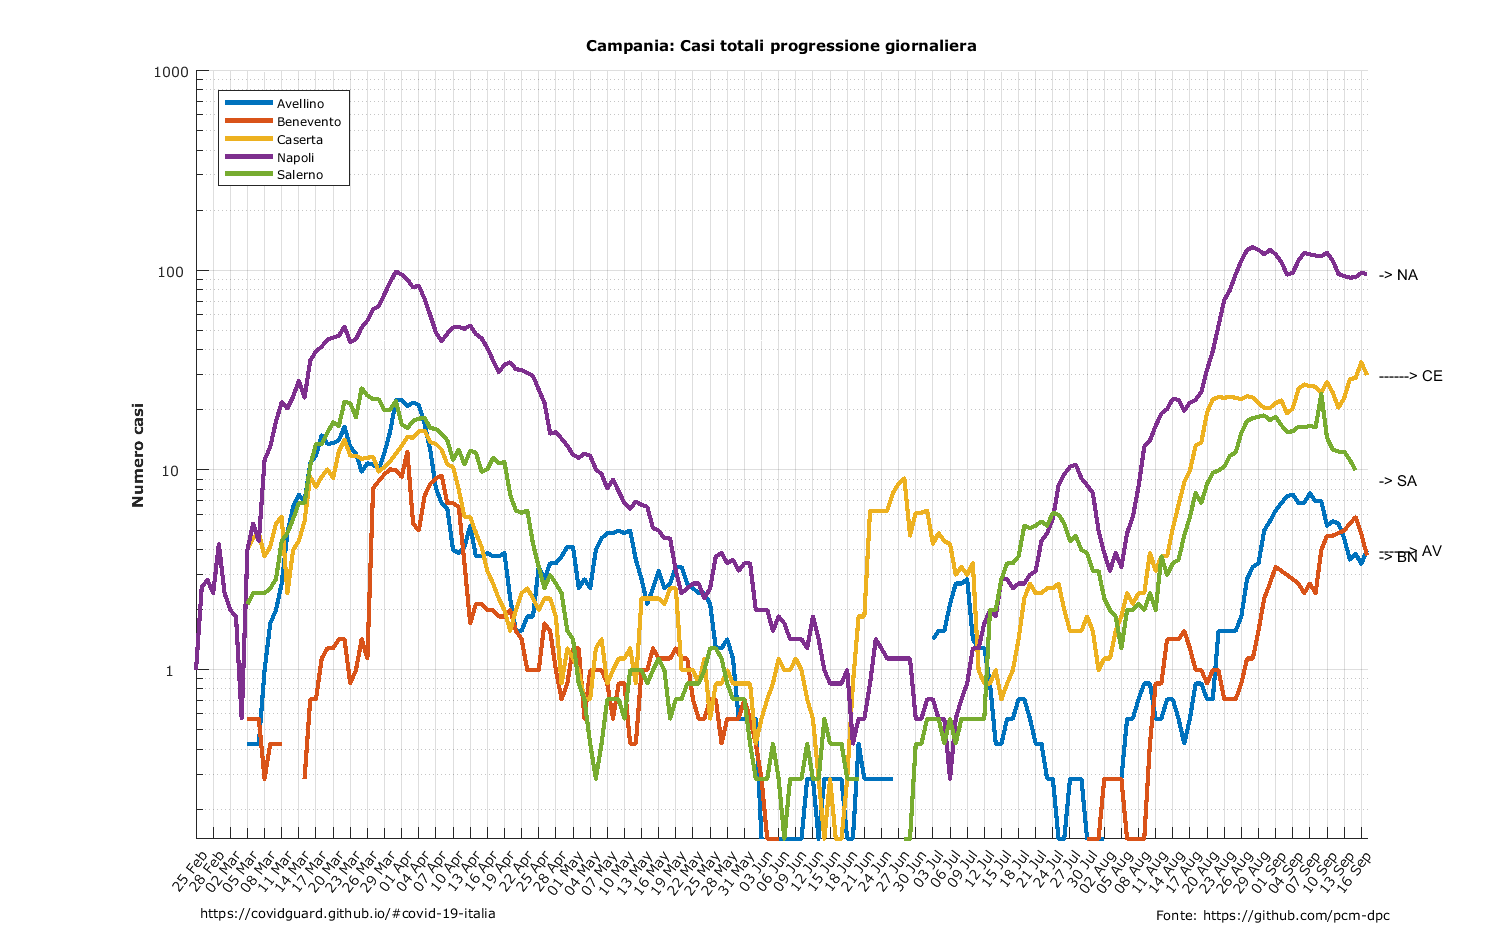 Campania: Casi totali progressione giornaliera
1000
100
10
1
Numero casi
Avellino
Benevento
Caserta
Napoli
Salerno
-> NA
------> CE
-> SA
------> AV
-> BN
25 Feb
28 Feb
02 Mar
05 Mar
08 Mar
11 Mar
14 Mar
17 Mar
20 Mar
23 Mar
26 Mar
29 Mar
01 Apr
04 Apr
07 Apr
10 Apr
13 Apr
16 Apr
19 Apr
22 Apr
25 Apr
28 Apr
01 May
04 May
07 May
10 May
13 May
16 May
19 May
22 May
25 May
28 May
31 May
03 Jun
06 Jun
09 Jun
12 Jun
15 Jun
18 Jun
21 Jun
24 Jun
27 Jun
30 Jun
03 Jul
06 Jul
09 Jul
12 Jul
15 Jul
18 Jul
21 Jul
24 Jul
27 Jul
30 Jul
02 Aug
05 Aug
08 Aug
11 Aug
14 Aug
17 Aug
20 Aug
23 Aug
26 Aug
29 Aug
01 Sep
04 Sep
07 Sep
10 Sep
13 Sep
16 Sep
https://covidguard.github.io/#covid-19-italia
Fonte: https://github.com/pcm-dpc